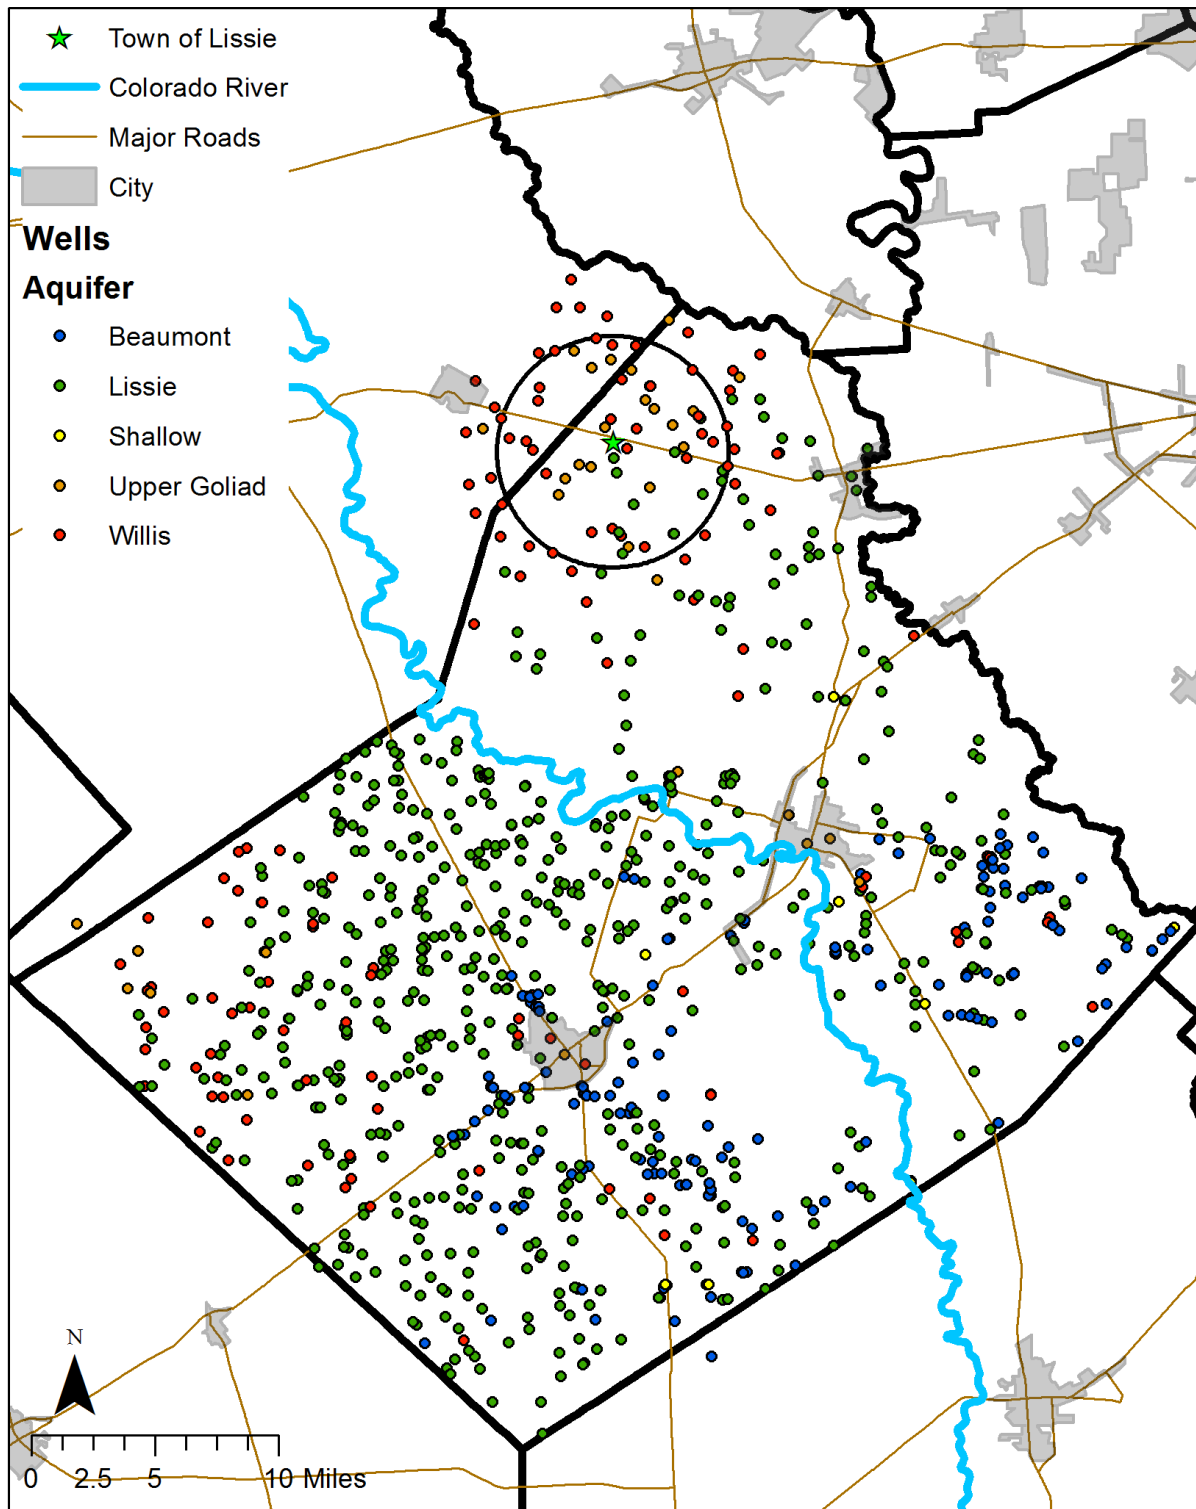 Town of Lissie
Colorado River
Major Roads
City
Wells
Aquifer
Beaumont
Lissie
Shallow
Upper Goliad
Willis
N
0 2.5 5 10 Miles